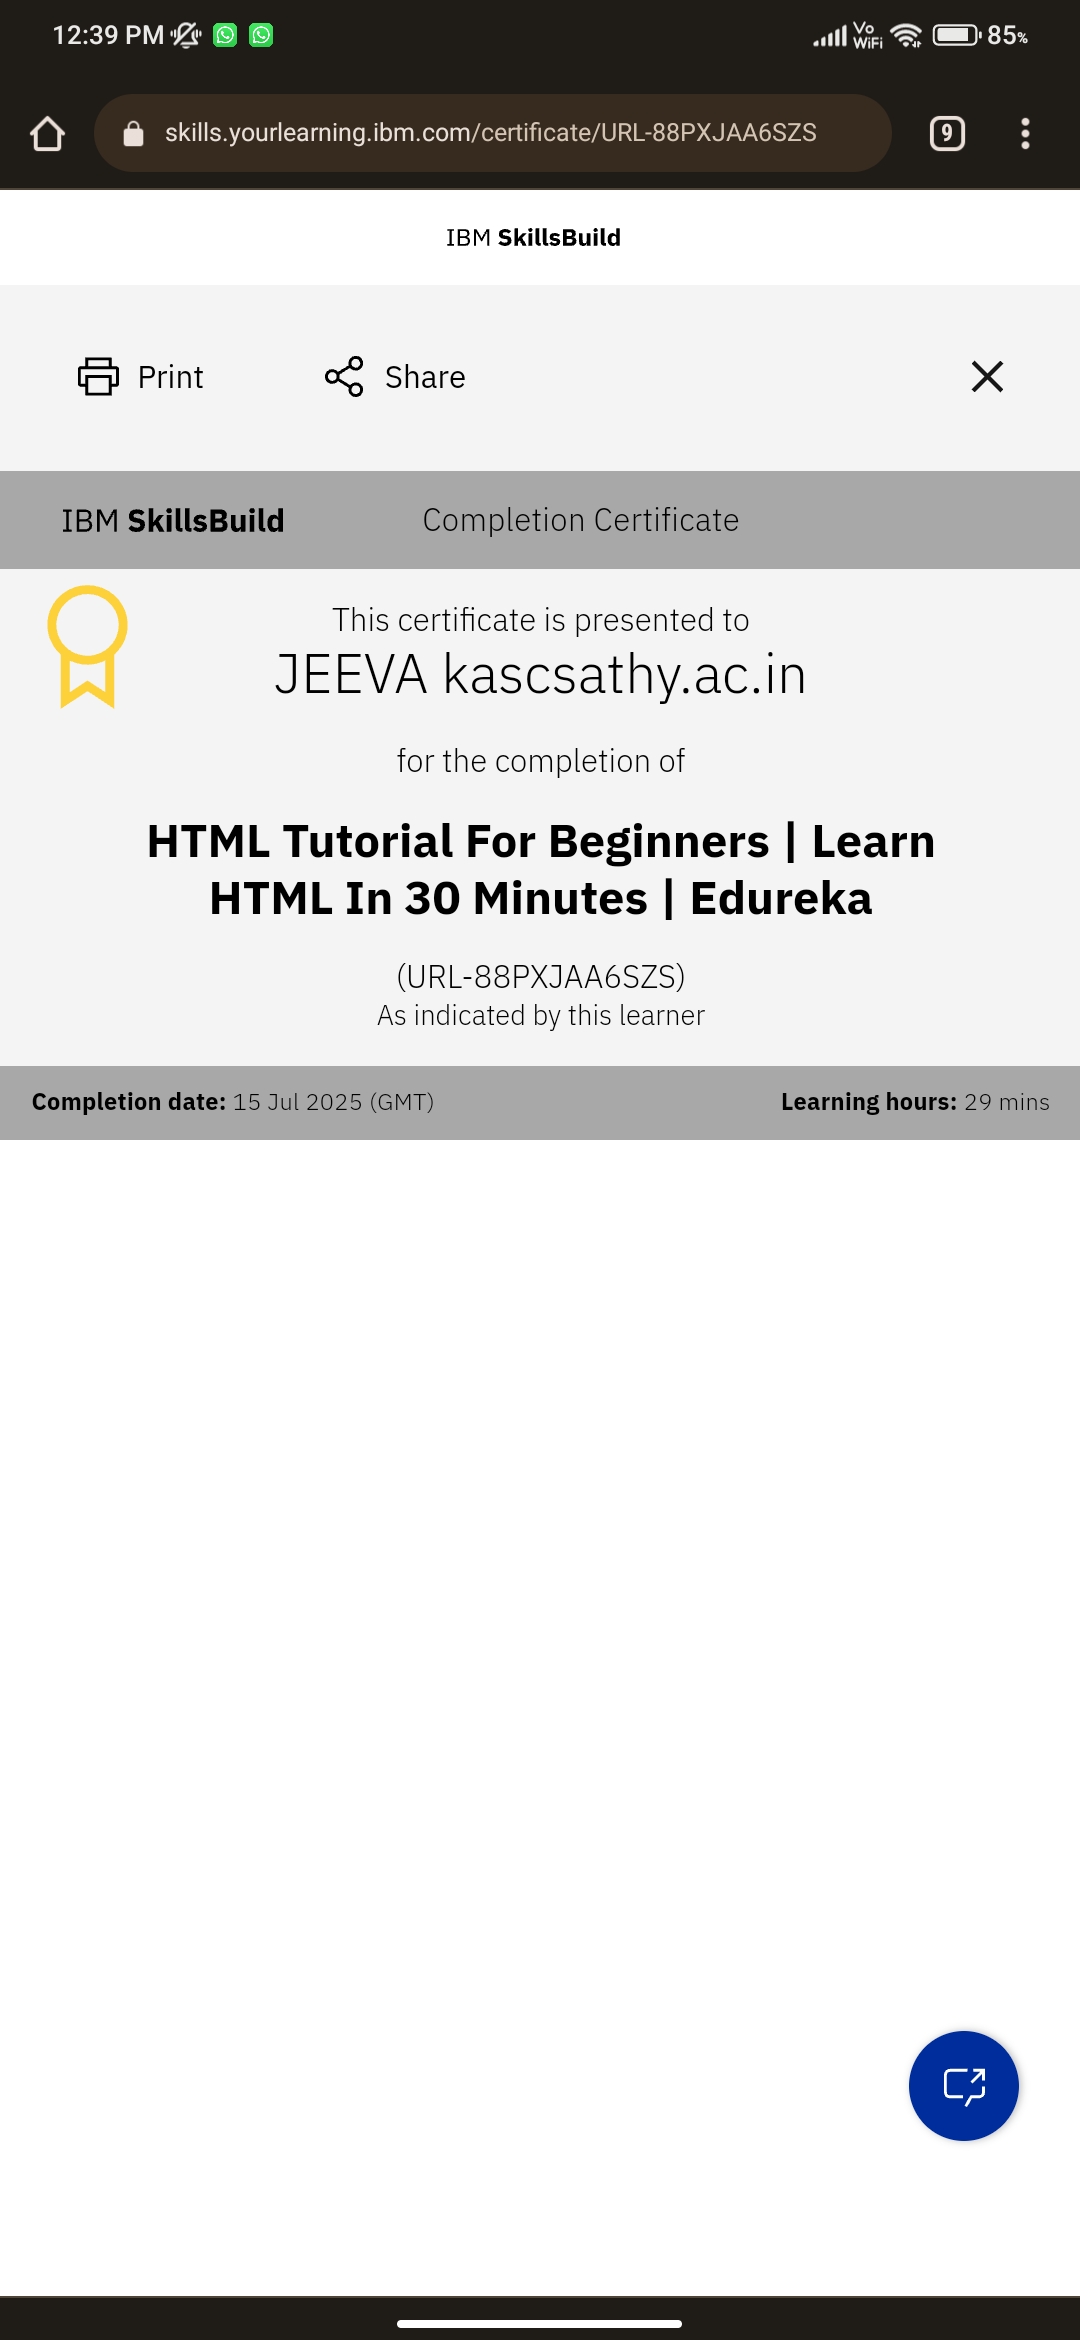 12:39 PM
Vo WiFi 85%
skills.yourlearning.ibm.com/certificate/URL-88PXJAA6SZS
9
IBM SkillsBuild
Print
Share
IBM SkillsBuild
Completion Certificate
This certificate is presented to
JEEVA kascsathy.ac.in
for the completion of
HTML Tutorial For Beginners | Learn
HTML In 30 Minutes | Edureka
(URL-88PXJAA6SZS)
As indicated by this learner
Completion date: 15 Jul 2025 (GMT)
Learning hours: 29 mins